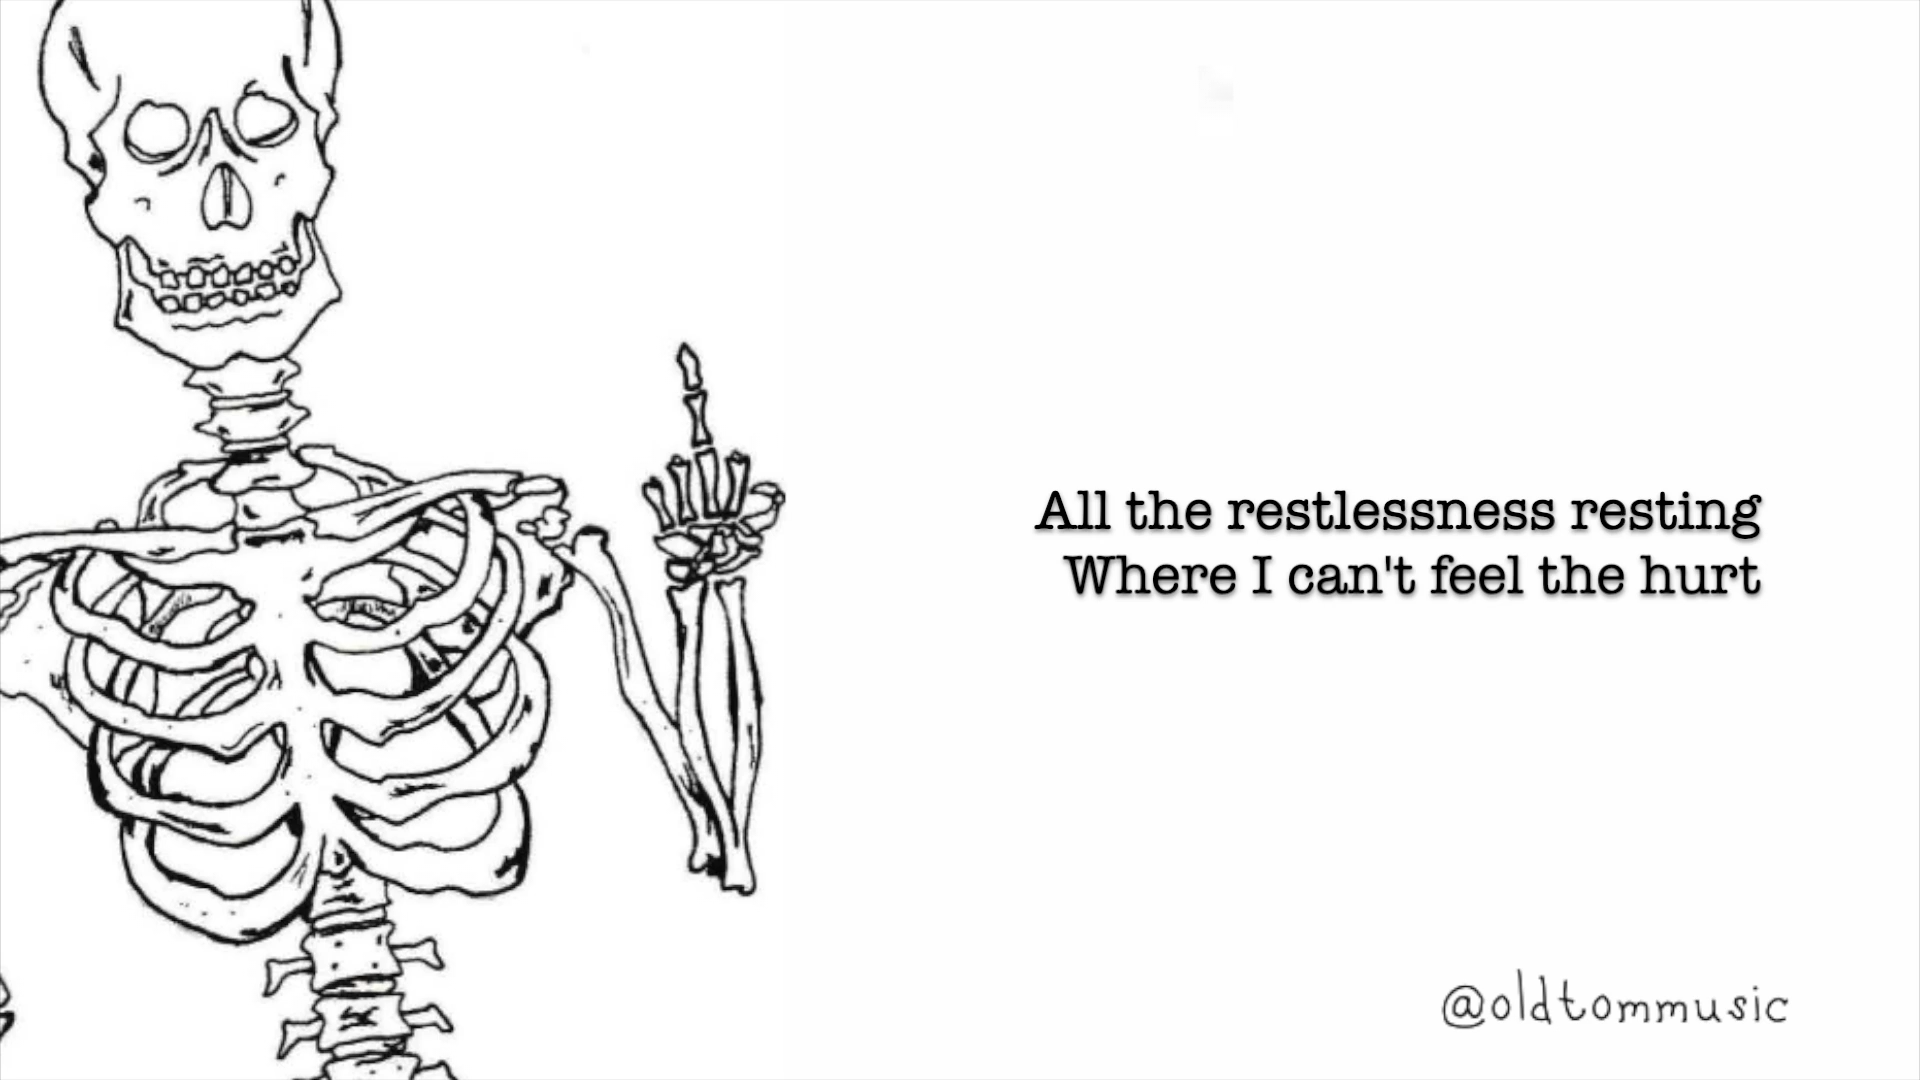 All the restlessness resting
Where I can't feel the hurt
@oldtommusic